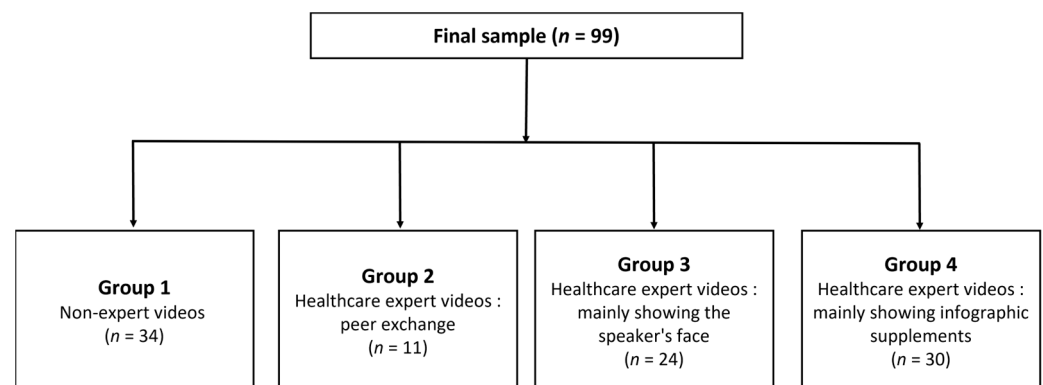 Final sample (n = 99)
Group 1
Non-expert videos
(n = 34)
Group 2
Healthcare expert videos :
peer exchange
(n = 11)
Group 3
Healthcare expert videos :
mainly showing the
speaker's face
(n = 24)
Group 4
Healthcare expert videos :
mainly showing infographic
supplements
(n = 30)